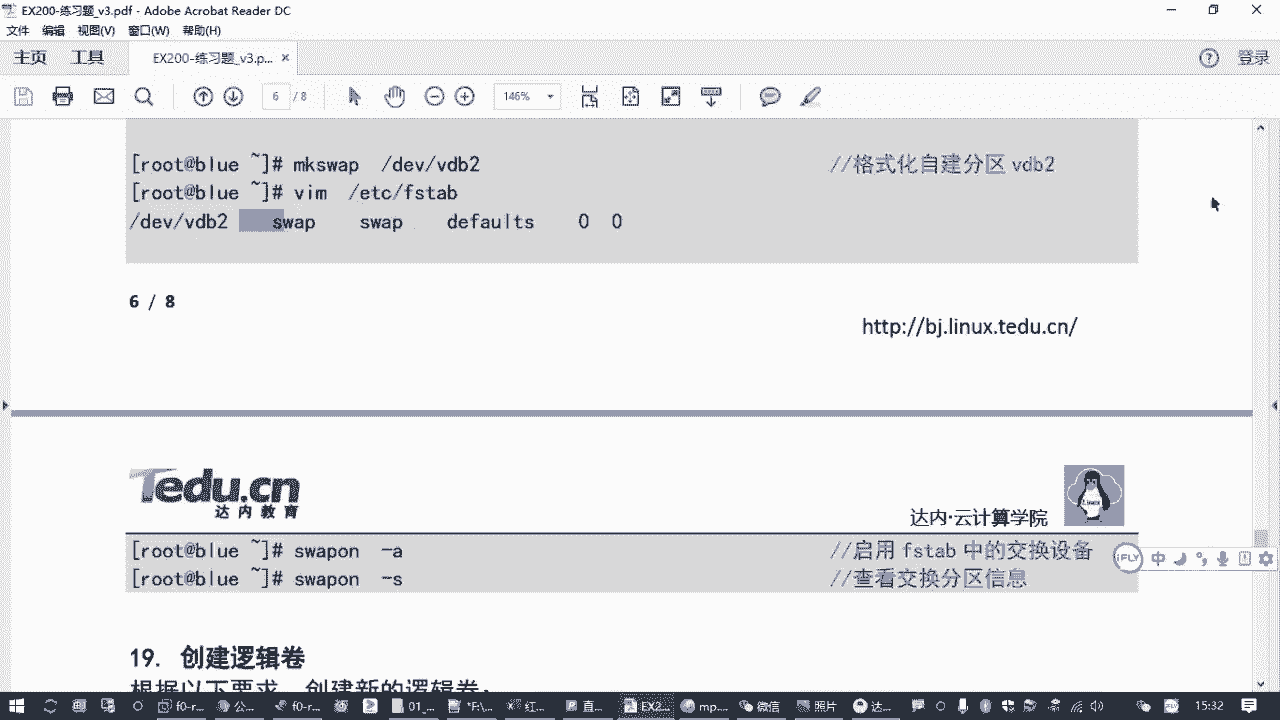 EX200-练习题_v3.pdf - Adobe Acrobat Reader DC
文件 编辑 视图(V) 窗口(W) 帮助(H)
主页 工具 EX200-练习题_v3.p... × ? 登录
6 / 8 146%
[root@blue ~]# mkswap /dev/vdb2 //格式化自建分区 vdb2
[root@blue ~]# vim /etc/fstab
/dev/vdb2 swap swap defaults 0 0
6 / 8
http://bj.linux.tedu.cn/
Tedu.cn
达内教育
Linux
达内·云计算学院
[root@blue ~]# swapon -a //启用 fstab 中的交换设备
[root@blue ~]# swapon -s //查看交换分区信息
iFLY 中
19. 创建逻辑卷
根据以下要求，创建新的逻辑卷：
f0-r... 公... f0-r... 01_... "F:\... 红... 直... EX2... mp... 微信 照片 达... 15:32